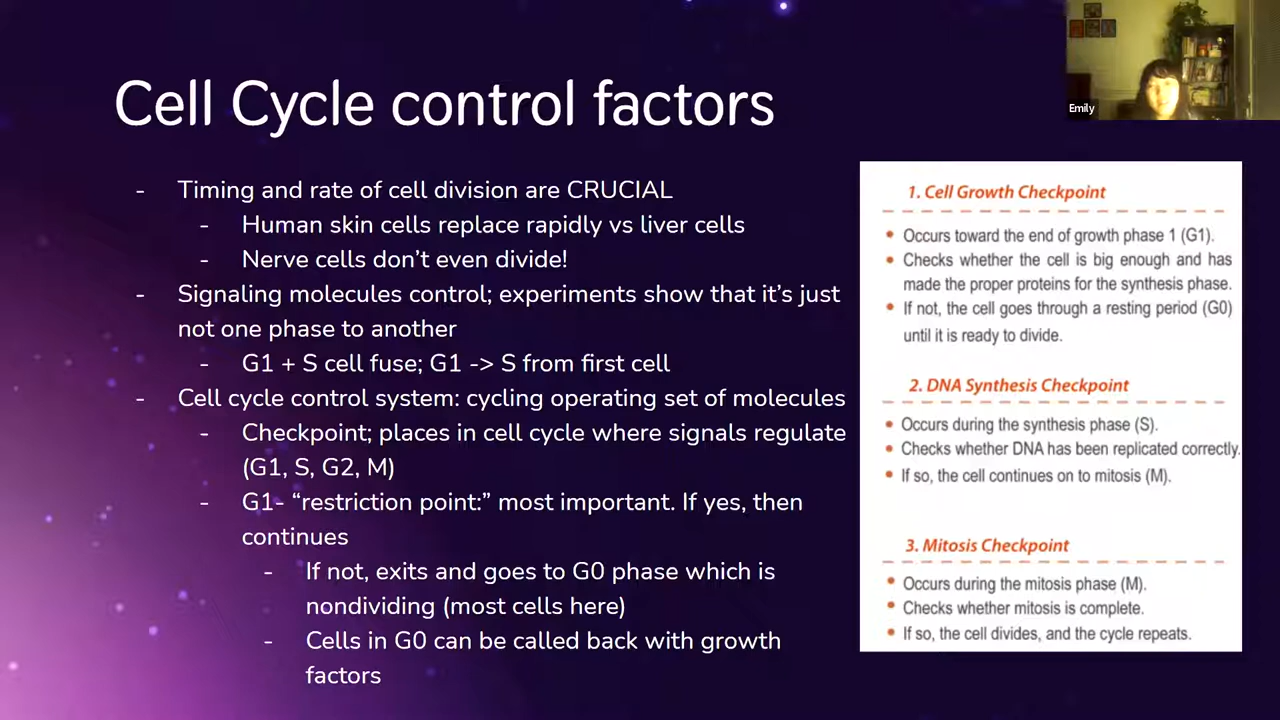 Cell Cycle control factors
- Timing and rate of cell division are CRUCIAL
- Human skin cells replace rapidly vs liver cells
- Nerve cells don’t even divide!
- Signaling molecules control; experiments show that it’s just
not one phase to another
- G1 + S cell fuse; G1 -> S from first cell
- Cell cycle control system: cycling operating set of molecules
- Checkpoint; places in cell cycle where signals regulate
(G1, S, G2, M)
- G1- “restriction point:” most important. If yes, then
continues
- If not, exits and goes to G0 phase which is
nondividing (most cells here)
- Cells in G0 can be called back with growth
factors
Emily
1. Cell Growth Checkpoint
• Occurs toward the end of growth phase 1 (G1).
• Checks whether the cell is big enough and has
made the proper proteins for the synthesis phase.
• If not, the cell goes through a resting period (G0)
until it is ready to divide.
2. DNA Synthesis Checkpoint
• Occurs during the synthesis phase (S).
• Checks whether DNA has been replicated correctly.
• If so, the cell continues on to mitosis (M).
3. Mitosis Checkpoint
• Occurs during the mitosis phase (M).
• Checks whether mitosis is complete.
• If so, the cell divides, and the cycle repeats.